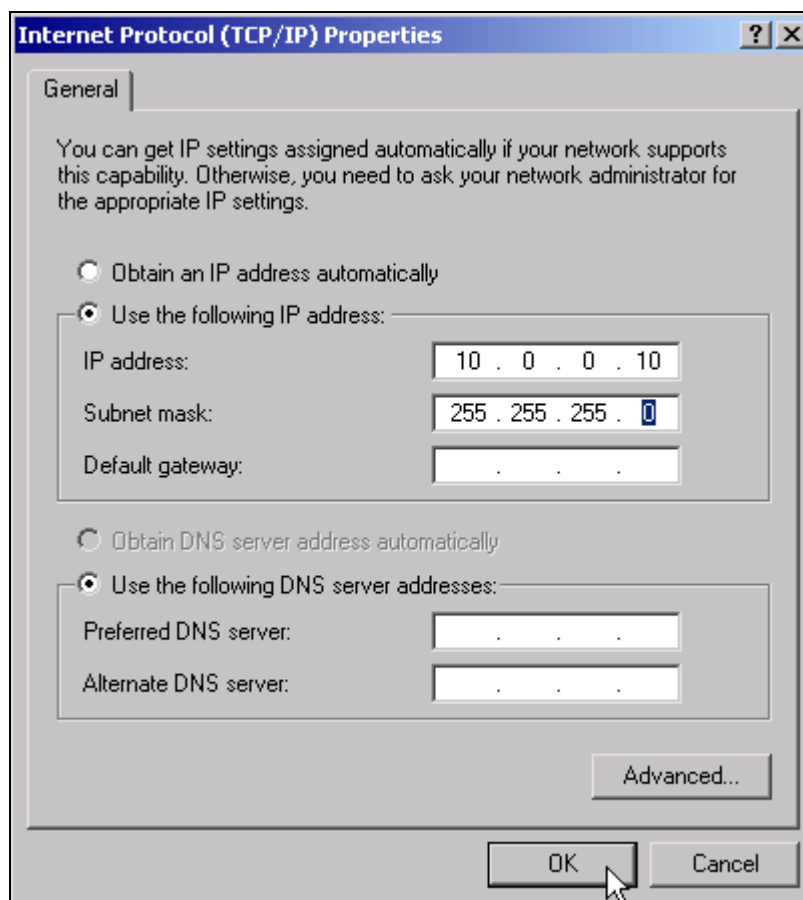 Internet Protocol (TCP/IP) Properties
General
You can get IP settings assigned automatically if your network supports
this capability. Otherwise, you need to ask your network administrator for
the appropriate IP settings.
Obtain an IP address automatically
Use the following IP address:
IP address: 10 . 0 . 0 . 10
Subnet mask: 255 . 255 . 255 . 0
Default gateway: . . .
Obtain DNS server address automatically
Use the following DNS server addresses:
Preferred DNS server: . . .
Alternate DNS server: . . .
Advanced...
OK Cancel